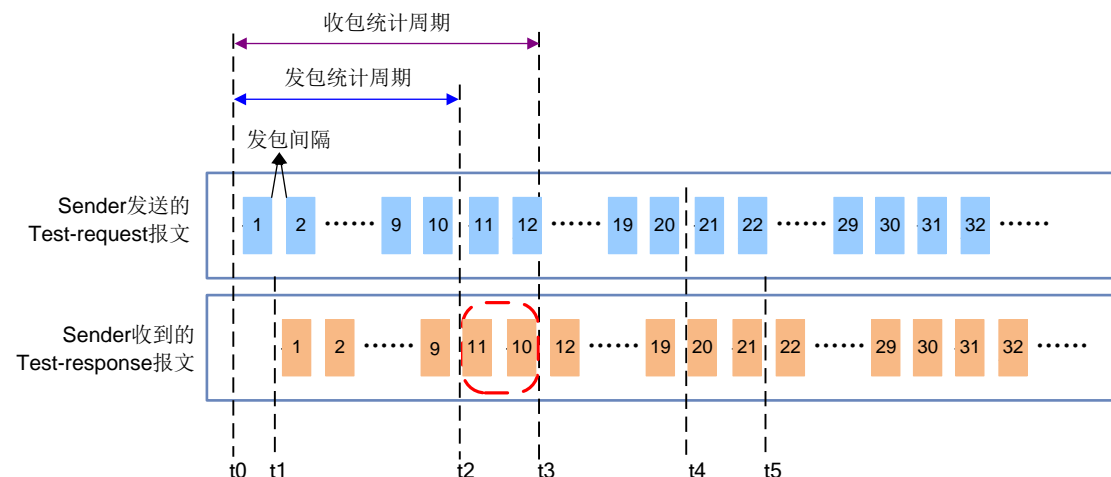 收包统计周期
发包统计周期
发包间隔
Sender发送的
Test-request报文
1 2 …… 9 10 11 12 …… 19 20 21 22 …… 29 30 31 32 ……
Sender收到的
Test-response报文
1 2 …… 9 11 10 12 …… 19 20 21 22 …… 29 30 31 32 ……
t0 t1 t2 t3 t4 t5